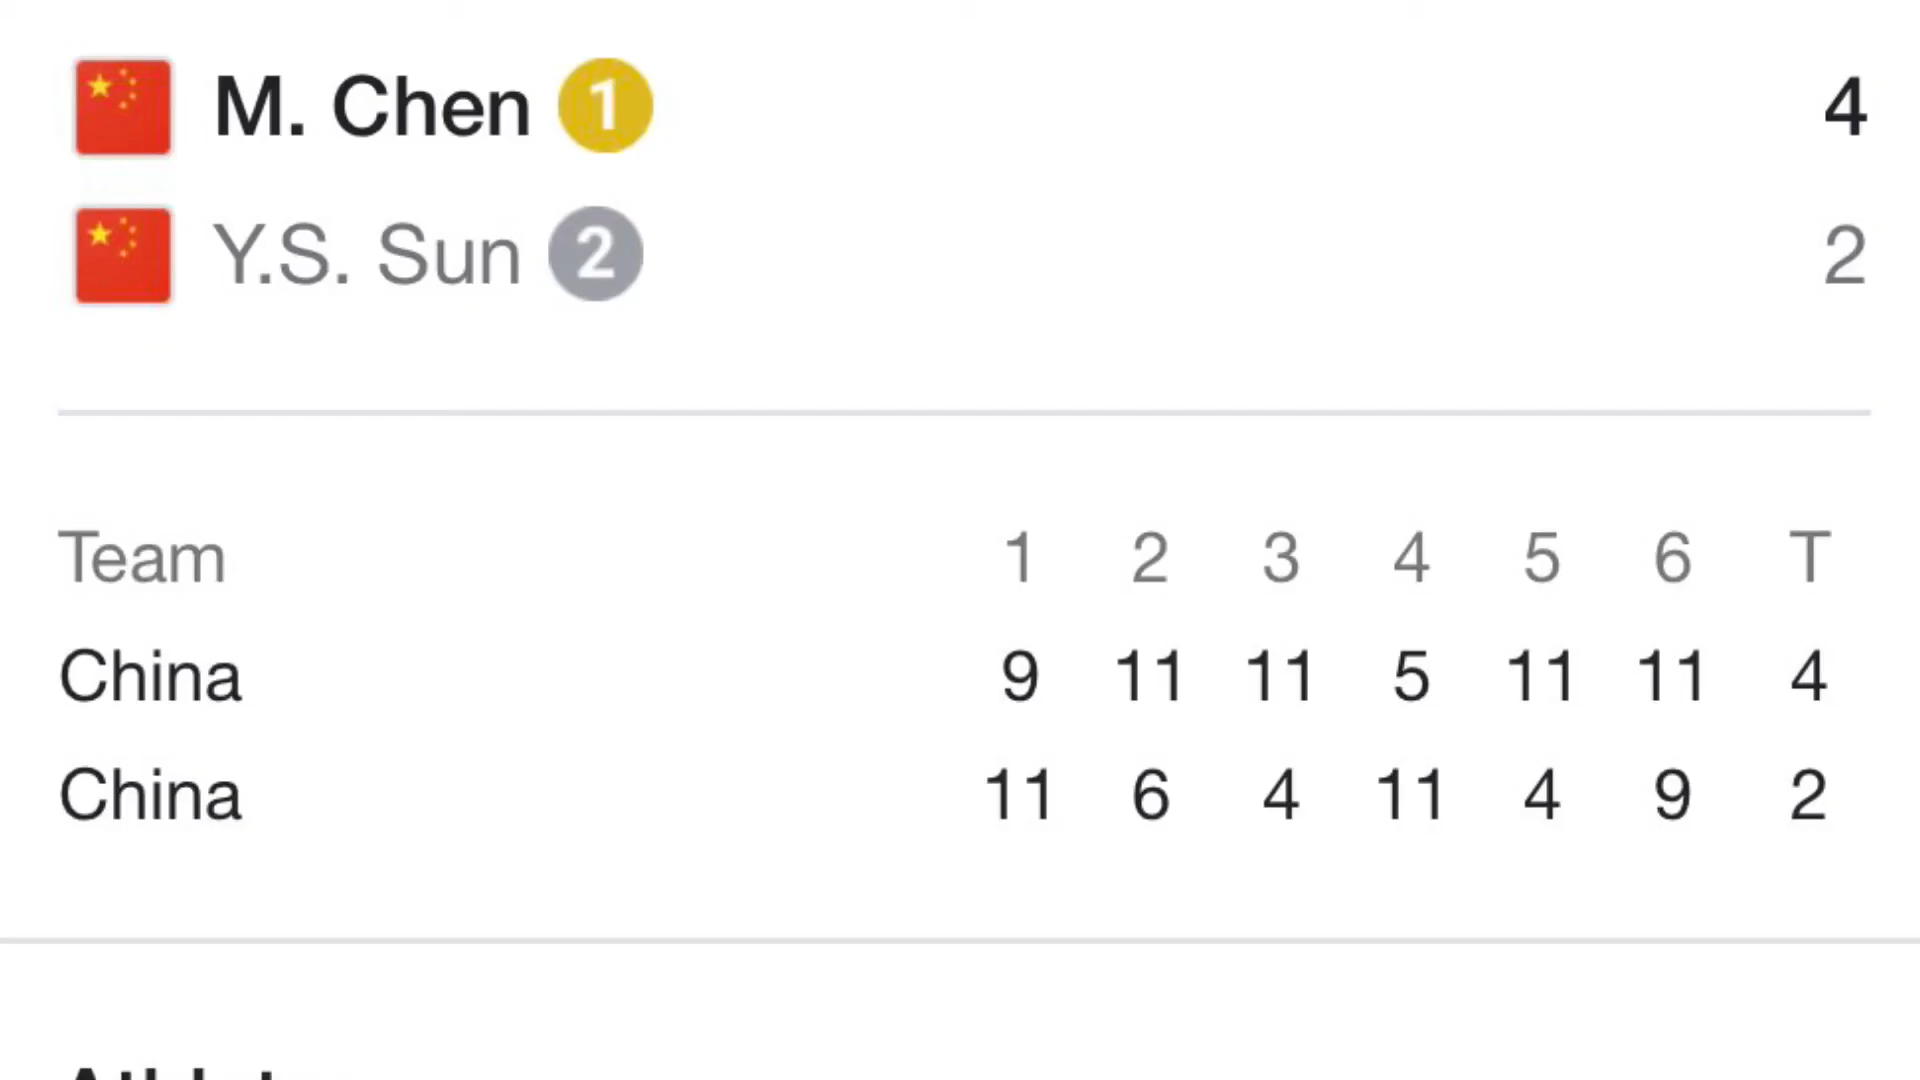 M. Chen 1 4
Y.S. Sun 2 2
Team 1 2 3 4 5 6 T
China 9 11 11 5 11 11 4
China 11 6 4 11 4 9 2